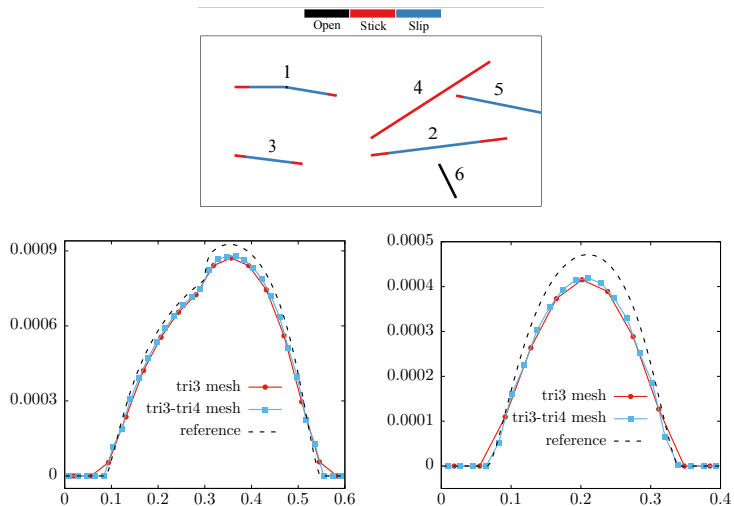 Open Stick Slip
1
4
5
2
3
6
0.0009
0.0006
0.0003
0
0 0.1 0.2 0.3 0.4 0.5 0.6
tri3 mesh
tri3-tri4 mesh
reference
0.0005
0.0004
0.0003
0.0002
0.0001
0
0 0.1 0.2 0.3 0.4
tri3 mesh
tri3-tri4 mesh
reference